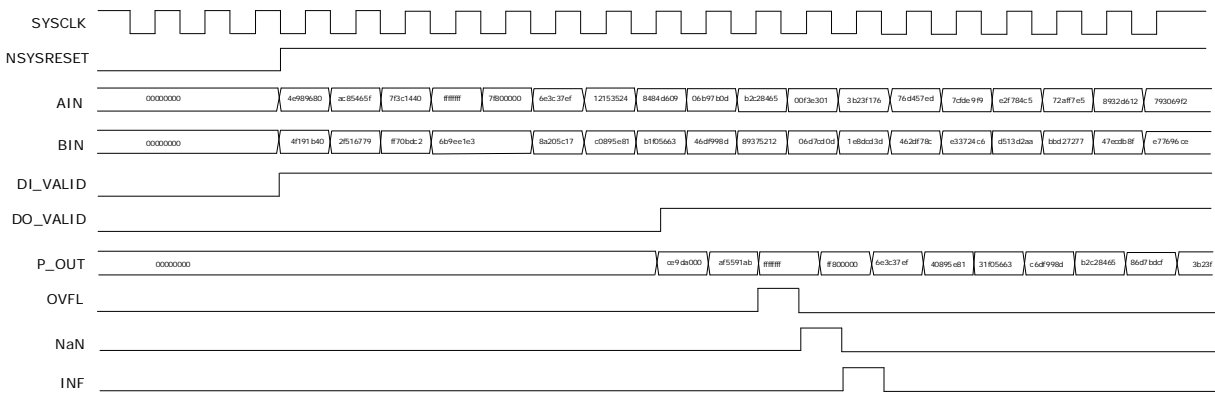 SYSCLK
NSYSRESET
AIN 00000000 4e989680 ac85465f 7f3c1440 ffffffff 7f800000 6e3c37ef 12153524 8484d609 06b97b0d b2c28465 00f3e301 3b23f176 76d457ed 7cfde9f9 e2f784c5 72aff7e5 8932d612 793069f2
BIN 00000000 4f191b40 2f516779 ff70bdc2 6b9ee1e3 8a205c17 c0895e81 b1f05663 46df998d 89375212 06d7cd0d 1e8dcd3d 462df78c e33724c6 d513d2aa bbd27277 47ecdb8f e77696ce
DI_VALID
DO_VALID
P_OUT 00000000 ce9da000 af5591ab ffffffff ff800000 6e3c37ef 40895e81 31f05663 c6df998d b2c28465 86d7bdcf 3b23f
OVFL
NaN
INF